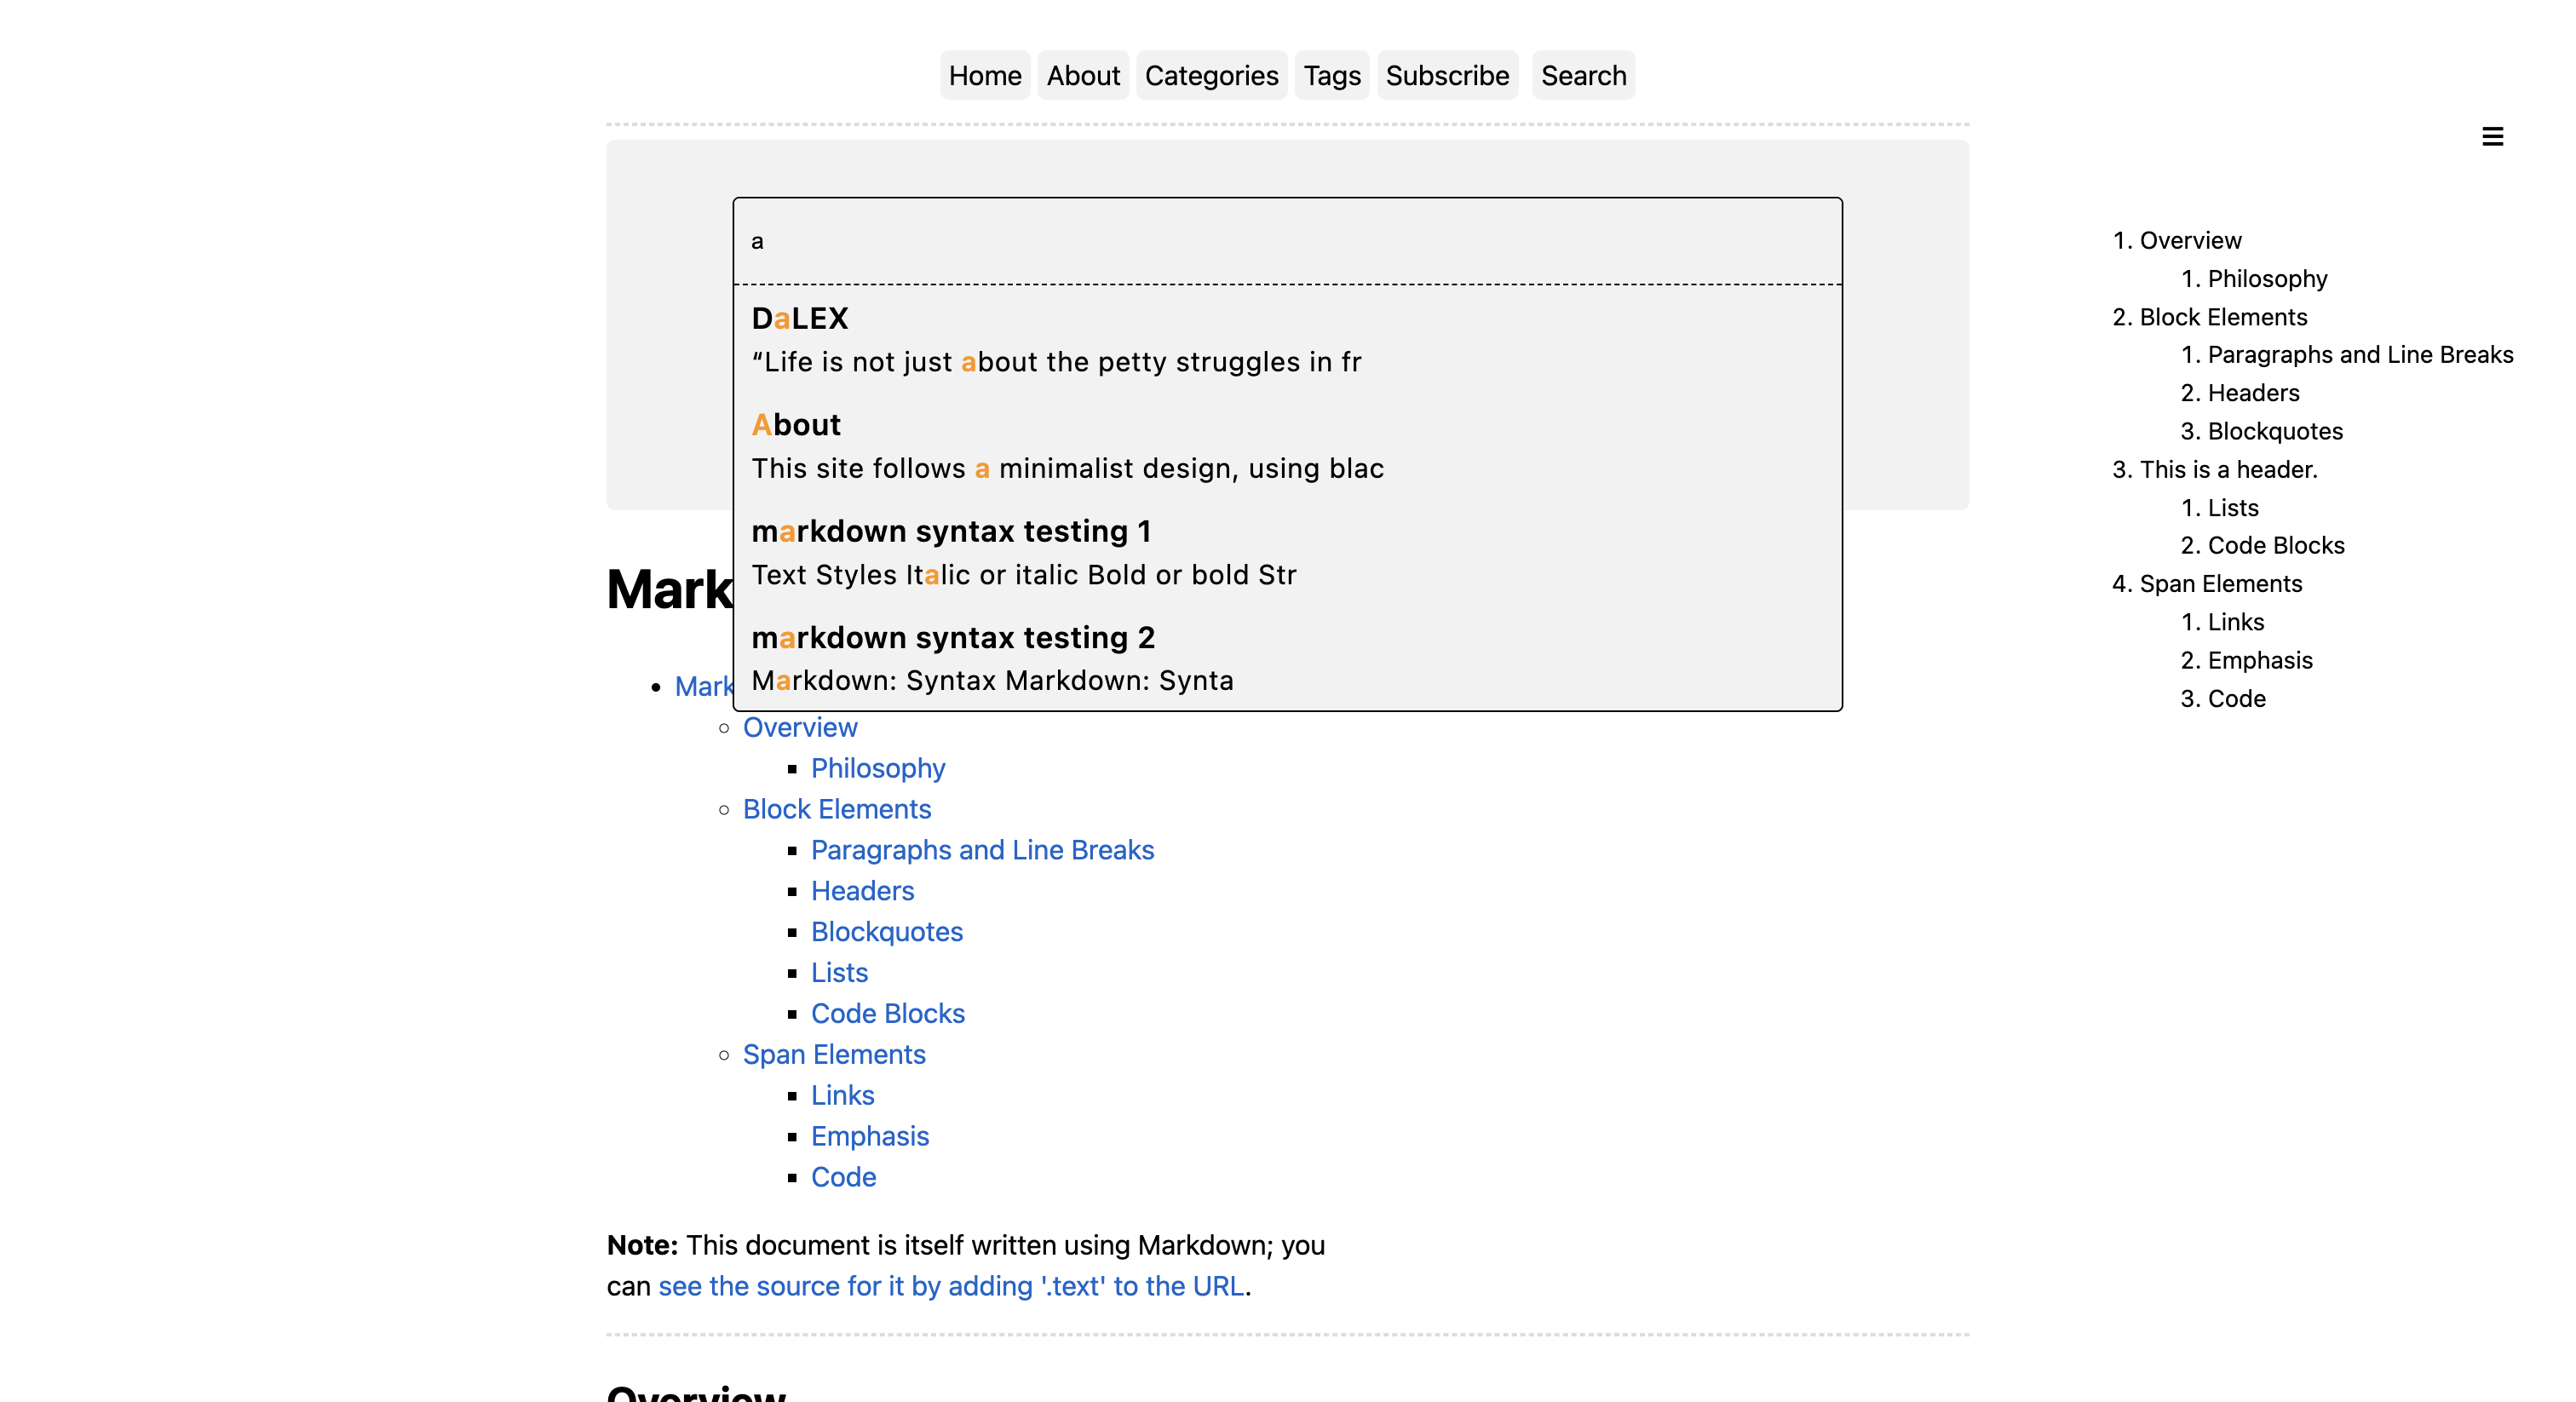 Home About Categories Tags Subscribe Search
a
DaLEX
“Life is not just about the petty struggles in fr
About
This site follows a minimalist design, using blac
markdown syntax testing 1
Text Styles Italic or italic Bold or bold Str
markdown syntax testing 2
Markdown: Syntax Markdown: Synta
Mark
• Mark
◦ Overview
▪ Philosophy
◦ Block Elements
▪ Paragraphs and Line Breaks
▪ Headers
▪ Blockquotes
▪ Lists
▪ Code Blocks
◦ Span Elements
▪ Links
▪ Emphasis
▪ Code
Note: This document is itself written using Markdown; you
can see the source for it by adding '.text' to the URL.
Overview
1. Overview
1. Philosophy
2. Block Elements
1. Paragraphs and Line Breaks
2. Headers
3. Blockquotes
3. This is a header.
1. Lists
2. Code Blocks
4. Span Elements
1. Links
2. Emphasis
3. Code